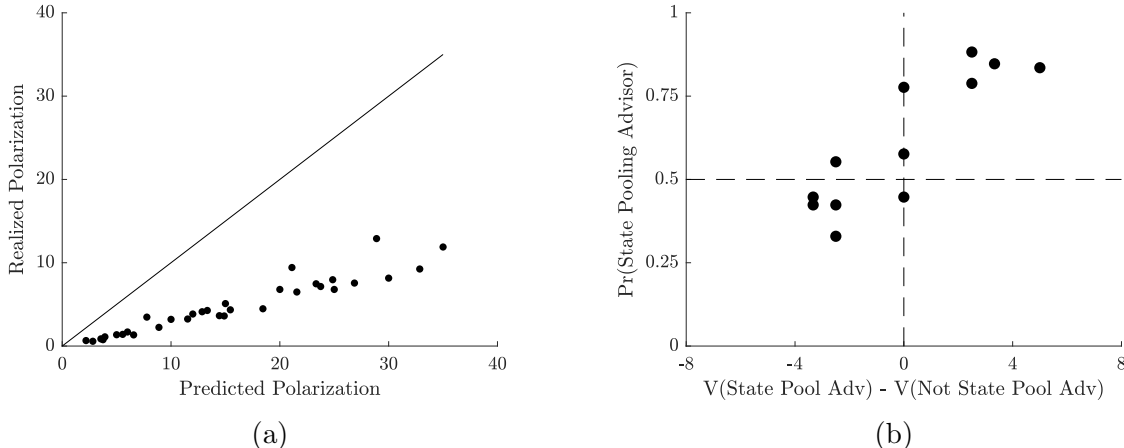 40
30
20
10
0
0 10 20 30 40
Realized Polarization
Predicted Polarization
(a)
1
0.75
0.5
0.25
0
-8 -4 0 4 8
Pr(State Pooling Advisor)
V(State Pool Adv) - V(Not State Pool Adv)
(b)